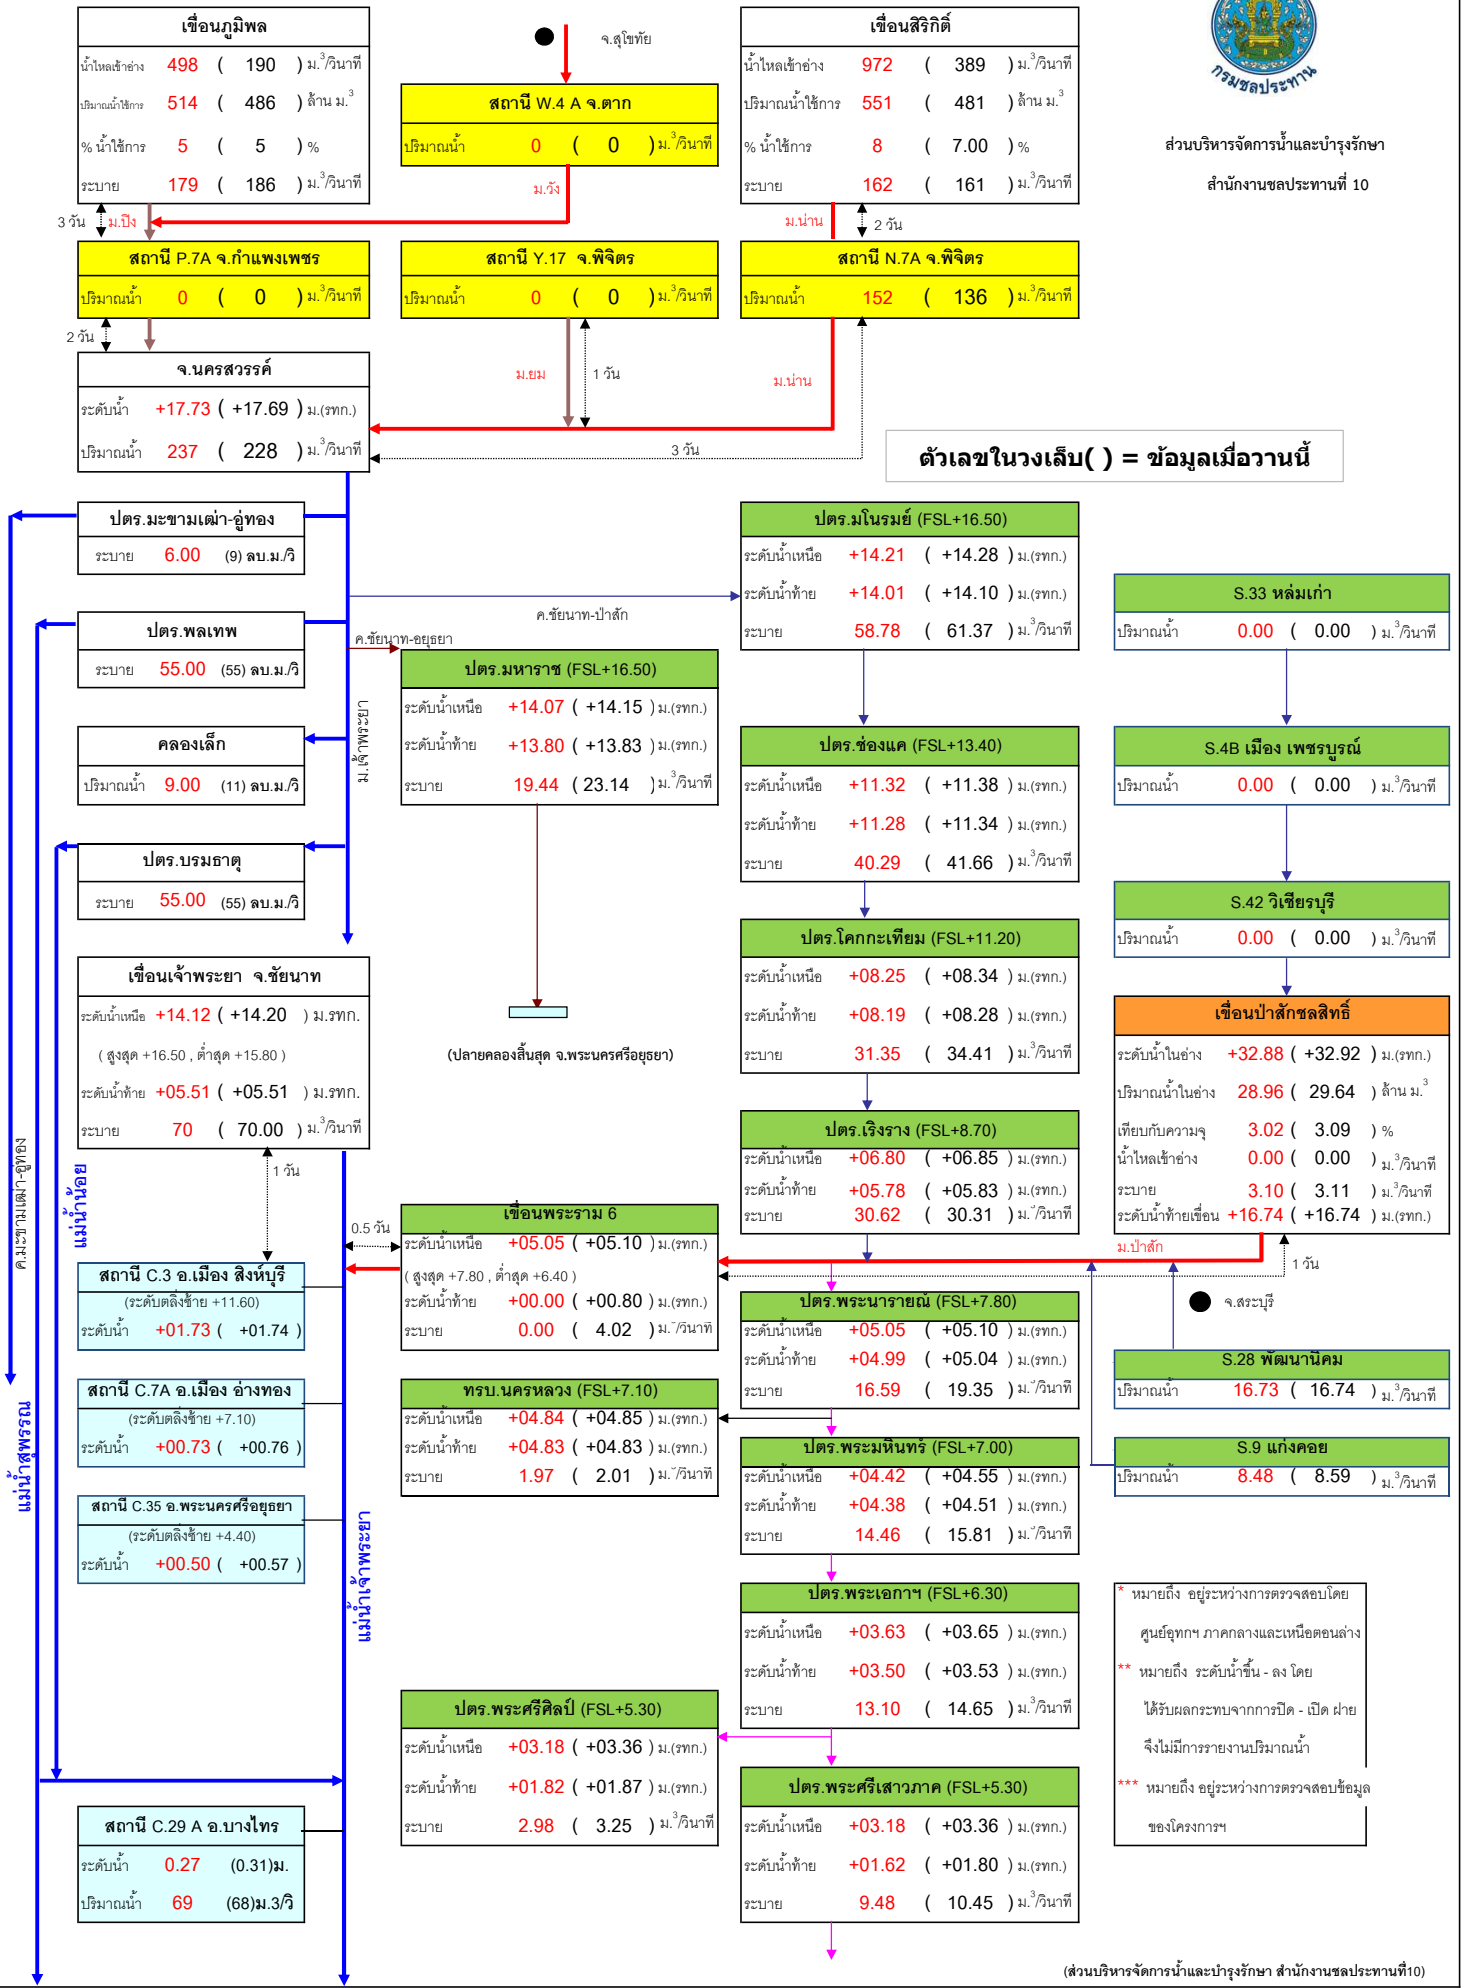 เขื่อนภูมิพล
น้ำไหลเข้าอ่าง 498 ( 190 ) ม.³/วินาที
ปริมาณน้ำใช้การ 514 ( 486 ) ล้าน ม.³
% น้ำใช้การ 5 ( 5 ) %
ระบาย 179 ( 186 ) ม.³/วินาที
จ.สุโขทัย
สถานี W.4 A จ.ตาก
ปริมาณน้ำ 0 ( 0 ) ม.³/วินาที
ม.วัง
เขื่อนสิริกิติ์
น้ำไหลเข้าอ่าง 972 ( 389 ) ม.³/วินาที
ปริมาณน้ำใช้การ 551 ( 481 ) ล้าน ม.³
% น้ำใช้การ 8 ( 7.00 ) %
ระบาย 162 ( 161 ) ม.³/วินาที
กรมชลประทาน
ส่วนบริหารจัดการน้ำและบำรุงรักษา
สำนักงานชลประทานที่ 10
3 วัน ม.ปิง
ม.น่าน 2 วัน
สถานี P.7A จ.กำแพงเพชร
ปริมาณน้ำ 0 ( 0 ) ม.³/วินาที
สถานี Y.17 จ.พิจิตร
ปริมาณน้ำ 0 ( 0 ) ม.³/วินาที
สถานี N.7A จ.พิจิตร
ปริมาณน้ำ 152 ( 136 ) ม.³/วินาที
2 วัน
ม.ยม 1 วัน
ม.น่าน
จ.นครสวรรค์
ระดับน้ำ +17.73 ( +17.69 ) ม.(รทก.)
ปริมาณน้ำ 237 ( 228 ) ม.³/วินาที
3 วัน
ตัวเลขในวงเล็บ( ) = ข้อมูลเมื่อวานนี้
ปตร.มะขามเฒ่า-อู่ทอง
ระบาย 6.00 (9) ลบ.ม./วิ
ปตร.พลเทพ
ระบาย 55.00 (55) ลบ.ม./วิ
คลองเล็ก
ปริมาณน้ำ 9.00 (11) ลบ.ม./วิ
ปตร.บรมธาตุ
ระบาย 55.00 (55) ลบ.ม./วิ
ค.ชัยนาท-ป่าสัก
ค.ชัยนาท-อยุธยา
ม.เจ้าพระยา
ปตร.มหาราช (FSL+16.50)
ระดับน้ำเหนือ +14.07 ( +14.15 ) ม.(รทก.)
ระดับน้ำท้าย +13.80 ( +13.83 ) ม.(รทก.)
ระบาย 19.44 ( 23.14 ) ม.³/วินาที
(ปลายคลองสิ้นสุด จ.พระนครศรีอยุธยา)
ปตร.มโนรมย์ (FSL+16.50)
ระดับน้ำเหนือ +14.21 ( +14.28 ) ม.(รทก.)
ระดับน้ำท้าย +14.01 ( +14.10 ) ม.(รทก.)
ระบาย 58.78 ( 61.37 ) ม.³/วินาที
ปตร.ช่องแค (FSL+13.40)
ระดับน้ำเหนือ +11.32 ( +11.38 ) ม.(รทก.)
ระดับน้ำท้าย +11.28 ( +11.34 ) ม.(รทก.)
ระบาย 40.29 ( 41.66 ) ม.³/วินาที
ปตร.โคกกะเทียม (FSL+11.20)
ระดับน้ำเหนือ +08.25 ( +08.34 ) ม.(รทก.)
ระดับน้ำท้าย +08.19 ( +08.28 ) ม.(รทก.)
ระบาย 31.35 ( 34.41 ) ม.³/วินาที
ปตร.เริงราง (FSL+8.70)
ระดับน้ำเหนือ +06.80 ( +06.85 ) ม.(รทก.)
ระดับน้ำท้าย +05.78 ( +05.83 ) ม.(รทก.)
ระบาย 30.62 ( 30.31 ) ม.³/วินาที
S.33 หล่มเก่า
ปริมาณน้ำ 0.00 ( 0.00 ) ม.³/วินาที
S.4B เมือง เพชรบูรณ์
ปริมาณน้ำ 0.00 ( 0.00 ) ม.³/วินาที
S.42 วิเชียรบุรี
ปริมาณน้ำ 0.00 ( 0.00 ) ม.³/วินาที
เขื่อนป่าสักชลสิทธิ์
ระดับน้ำในอ่าง +32.88 ( +32.92 ) ม.(รทก.)
ปริมาณน้ำในอ่าง 28.96 ( 29.64 ) ล้าน ม.³
เทียบกับความจุ 3.02 ( 3.09 ) %
น้ำไหลเข้าอ่าง 0.00 ( 0.00 ) ม.³/วินาที
ระบาย 3.10 ( 3.11 ) ม.³/วินาที
ระดับน้ำท้ายเขื่อน +16.74 ( +16.74 ) ม.(รทก.)
ม.ป่าสัก
1 วัน
จ.สระบุรี
เขื่อนเจ้าพระยา จ.ชัยนาท
ระดับน้ำเหนือ +14.12 ( +14.20 ) ม.รทก.
( สูงสุด +16.50 , ต่ำสุด +15.80 )
ระดับน้ำท้าย +05.51 ( +05.51 ) ม.รทก.
ระบาย 70 ( 70.00 ) ม.³/วินาที
1 วัน
0.5 วัน
ค.มะขามเฒ่า-อู่ทอง
แม่น้ำน้อย
แม่น้ำสุพรรณ
แม่น้ำเจ้าพระยา
เขื่อนพระราม 6
ระดับน้ำเหนือ +05.05 ( +05.10 ) ม.(รทก.)
( สูงสุด +7.80 , ต่ำสุด +6.40 )
ระดับน้ำท้าย +00.00 ( +00.80 ) ม.(รทก.)
ระบาย 0.00 ( 4.02 ) ม.³/วินาที
สถานี C.3 อ.เมือง สิงห์บุรี
(ระดับตลิ่งซ้าย +11.60)
ระดับน้ำ +01.73 ( +01.74 )
สถานี C.7A อ.เมือง อ่างทอง
(ระดับตลิ่งซ้าย +7.10)
ระดับน้ำ +00.73 ( +00.76 )
สถานี C.35 อ.พระนครศรีอยุธยา
(ระดับตลิ่งซ้าย +4.40)
ระดับน้ำ +00.50 ( +00.57 )
ทรบ.นครหลวง (FSL+7.10)
ระดับน้ำเหนือ +04.84 ( +04.85 ) ม.(รทก.)
ระดับน้ำท้าย +04.83 ( +04.83 ) ม.(รทก.)
ระบาย 1.97 ( 2.01 ) ม.³/วินาที
ปตร.พระนารายณ์ (FSL+7.80)
ระดับน้ำเหนือ +05.05 ( +05.10 ) ม.(รทก.)
ระดับน้ำท้าย +04.99 ( +05.04 ) ม.(รทก.)
ระบาย 16.59 ( 19.35 ) ม.³/วินาที
ปตร.พระมหินทร์ (FSL+7.00)
ระดับน้ำเหนือ +04.42 ( +04.55 ) ม.(รทก.)
ระดับน้ำท้าย +04.38 ( +04.51 ) ม.(รทก.)
ระบาย 14.46 ( 15.81 ) ม.³/วินาที
S.28 พัฒนานิคม
ปริมาณน้ำ 16.73 ( 16.74 ) ม.³/วินาที
S.9 แก่งคอย
ปริมาณน้ำ 8.48 ( 8.59 ) ม.³/วินาที
ปตร.พระเอกาฯ (FSL+6.30)
ระดับน้ำเหนือ +03.63 ( +03.65 ) ม.(รทก.)
ระดับน้ำท้าย +03.50 ( +03.53 ) ม.(รทก.)
ระบาย 13.10 ( 14.65 ) ม.³/วินาที
ปตร.พระศรีศิลป์ (FSL+5.30)
ระดับน้ำเหนือ +03.18 ( +03.36 ) ม.(รทก.)
ระดับน้ำท้าย +01.82 ( +01.87 ) ม.(รทก.)
ระบาย 2.98 ( 3.25 ) ม.³/วินาที
ปตร.พระศรีเสาวภาค (FSL+5.30)
ระดับน้ำเหนือ +03.18 ( +03.36 ) ม.(รทก.)
ระดับน้ำท้าย +01.62 ( +01.80 ) ม.(รทก.)
ระบาย 9.48 ( 10.45 ) ม.³/วินาที
* หมายถึง อยู่ระหว่างการตรวจสอบโดย
ศูนย์อุทกฯ ภาคกลางและเหนือตอนล่าง
** หมายถึง ระดับน้ำขึ้น - ลง โดย
ได้รับผลกระทบจากการปิด - เปิด ฝาย
จึงไม่มีการรายงานปริมาณน้ำ
*** หมายถึง อยู่ระหว่างการตรวจสอบข้อมูล
ของโครงการฯ
สถานี C.29 A อ.บางไทร
ระดับน้ำ 0.27 (0.31)ม.
ปริมาณน้ำ 69 (68)ม.3/วิ
(ส่วนบริหารจัดการน้ำและบำรุงรักษา สำนักงานชลประทานที่10)